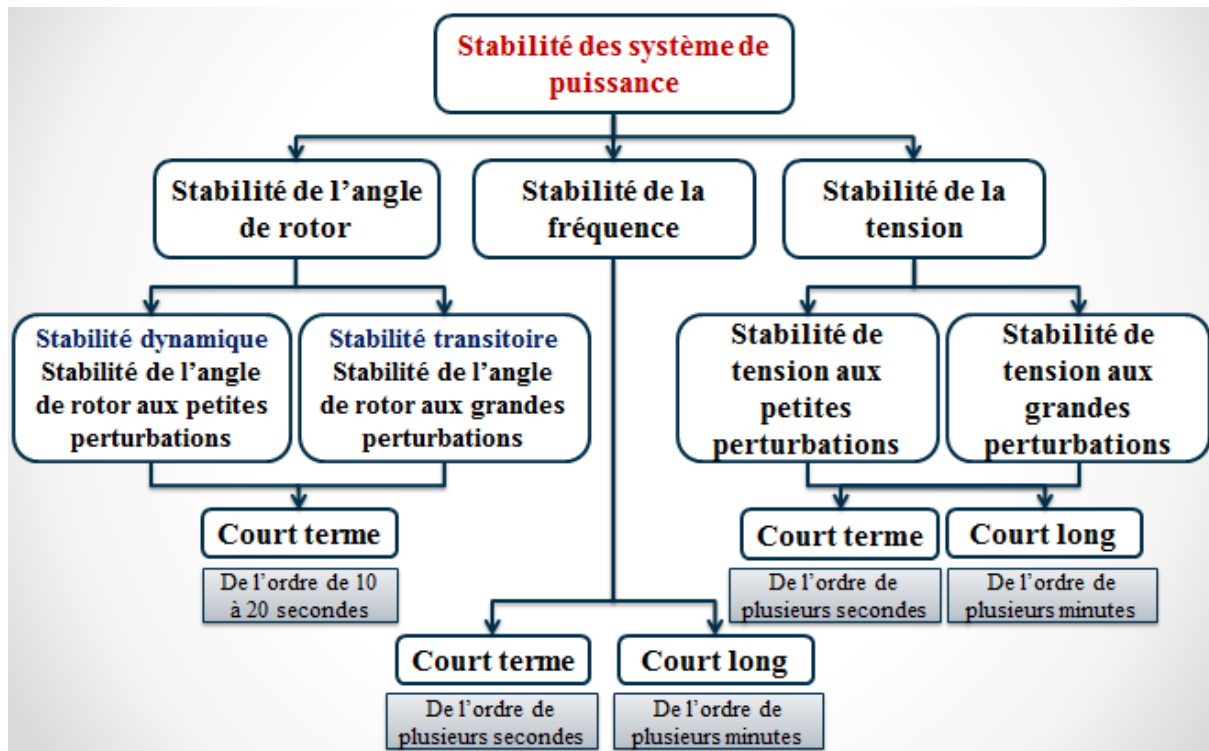 Stabilité des système de
puissance
Stabilité de l’angle
de rotor
Stabilité de la
fréquence
Stabilité de la
tension
Stabilité dynamique
Stabilité de l’angle
de rotor aux petites
perturbations
Stabilité transitoire
Stabilité de l’angle
de rotor aux grandes
perturbations
Stabilité de
tension aux
petites
perturbations
Stabilité de
tension aux
grandes
perturbations
Court terme
De l’ordre de 10
à 20 secondes
Court terme
De l’ordre de
plusieurs secondes
Court long
De l’ordre de
plusieurs minutes
Court terme
De l’ordre de
plusieurs secondes
Court long
De l’ordre de
plusieurs minutes